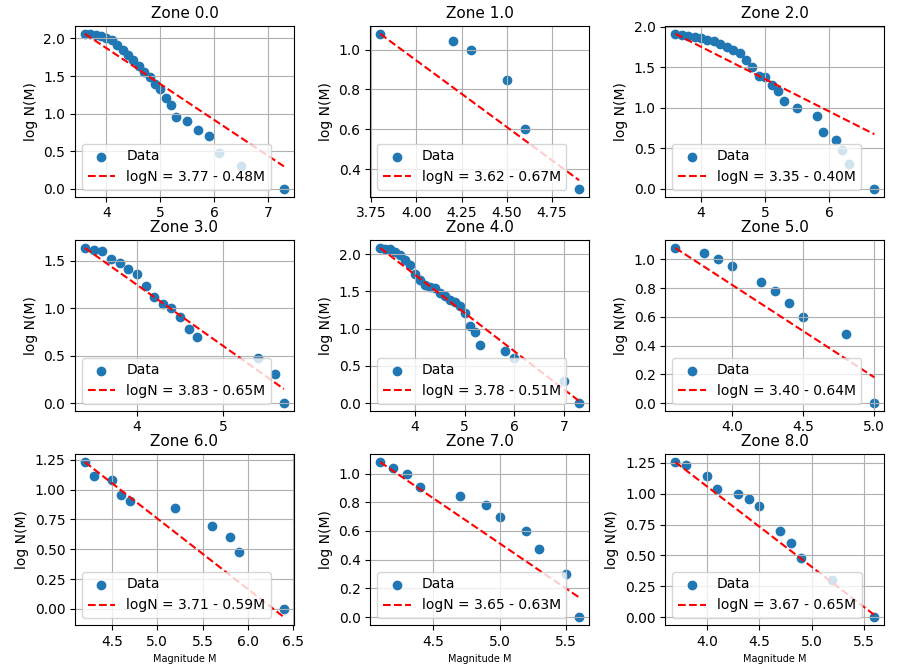 Zone 0.0
Zone 1.0
Zone 2.0
log N(M)
2.0
1.5
1.0
0.5
0.0
4
5
6
7
Data
logN = 3.77 - 0.48M
1.0
0.8
0.6
0.4
3.75
4.00
4.25
4.50
4.75
Data
logN = 3.62 - 0.67M
log N(M)
2.0
1.5
1.0
0.5
0.0
4
5
6
Data
logN = 3.35 - 0.40M
log N(M)
Zone 3.0
Zone 4.0
Zone 5.0
log N(M)
1.5
1.0
0.5
0.0
4
5
Data
logN = 3.83 - 0.65M
log N(M)
2.0
1.5
1.0
0.5
0.0
4
5
6
7
Data
logN = 3.78 - 0.51M
log N(M)
1.0
0.8
0.6
0.4
0.2
0.0
4.0
4.5
5.0
Data
logN = 3.40 - 0.64M
Zone 6.0
Zone 7.0
Zone 8.0
log N(M)
1.25
1.00
0.75
0.50
0.25
0.00
4.5
5.0
5.5
6.0
6.5
Data
logN = 3.71 - 0.59M
Magnitude M
log N(M)
1.0
0.8
0.6
0.4
0.2
0.0
4.5
5.0
5.5
Data
logN = 3.65 - 0.63M
Magnitude M
log N(M)
1.25
1.00
0.75
0.50
0.25
0.00
4.0
4.5
5.0
5.5
Data
logN = 3.67 - 0.65M
Magnitude M